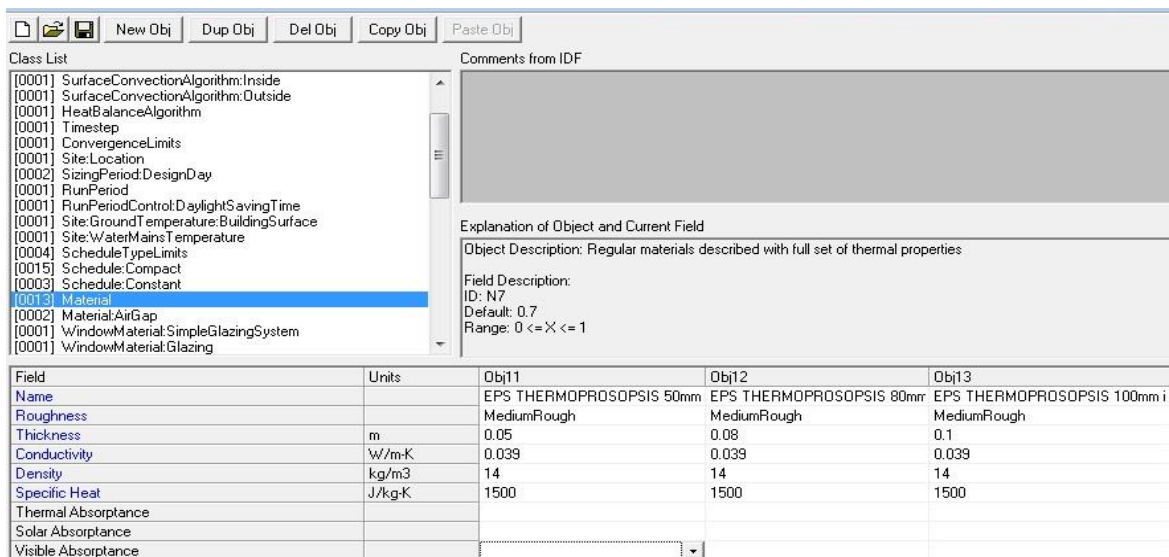 New Obj Dup Obj Del Obj Copy Obj Paste Obj
Class List
[0001] SurfaceConvectionAlgorithm:Inside
[0001] SurfaceConvectionAlgorithm:Outside
[0001] HeatBalanceAlgorithm
[0001] Timestep
[0001] ConvergenceLimits
[0001] Site:Location
[0002] SizingPeriod:DesignDay
[0001] RunPeriod
[0001] RunPeriodControl:DaylightSavingTime
[0001] Site:GroundTemperature:BuildingSurface
[0001] Site:WaterMainsTemperature
[0004] ScheduleTypeLimits
[0015] Schedule:Compact
[0003] Schedule:Constant
[0013] Material
[0002] Material:AirGap
[0001] WindowMaterial:SimpleGlazingSystem
[0001] WindowMaterial:Glazing
Comments from IDF
Explanation of Object and Current Field
Object Description: Regular materials described with full set of thermal properties
Field Description:
ID: N7
Default: 0.7
Range: 0 <= X <= 1
Field Units Obj11 Obj12 Obj13
Name EPS THERMOPROSOPSIS 50mm EPS THERMOPROSOPSIS 80mm EPS THERMOPROSOPSIS 100mm i
Roughness MediumRough MediumRough MediumRough
Thickness m 0.05 0.08 0.1
Conductivity W/m-K 0.039 0.039 0.039
Density kg/m3 14 14 14
Specific Heat J/kg-K 1500 1500 1500
Thermal Absorptance
Solar Absorptance
Visible Absorptance